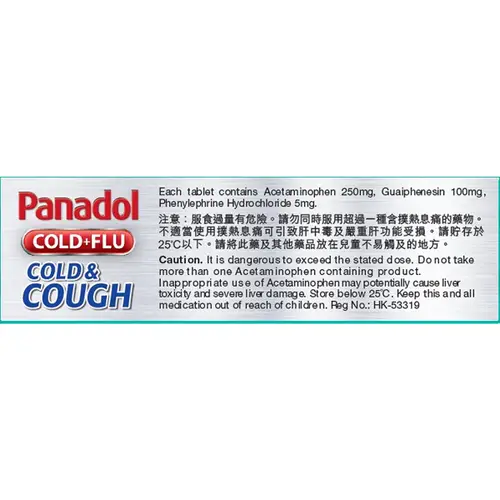 Panadol
COLD+FLU
COLD &
COUGH
Each tablet contains Acetaminophen 250mg, Guaiphenesin 100mg,
Phenylephrine Hydrochloride 5mg.
注意：服食過量有危險。請勿同時服用超過一種含撲熱息痛的藥物。
不適當使用撲熱息痛可引致肝中毒及嚴重肝功能受損。請貯存於
25℃以下。請將此藥及其他藥品放在兒童不易觸及的地方。
Caution. It is dangerous to exceed the stated dose. Do not take
more than one Acetaminophen containing product.
Inappropriate use of Acetaminophen may potentially cause liver
toxicity and severe liver damage. Store below 25℃. Keep this and all
medication out of reach of children. Reg No.: HK-53319